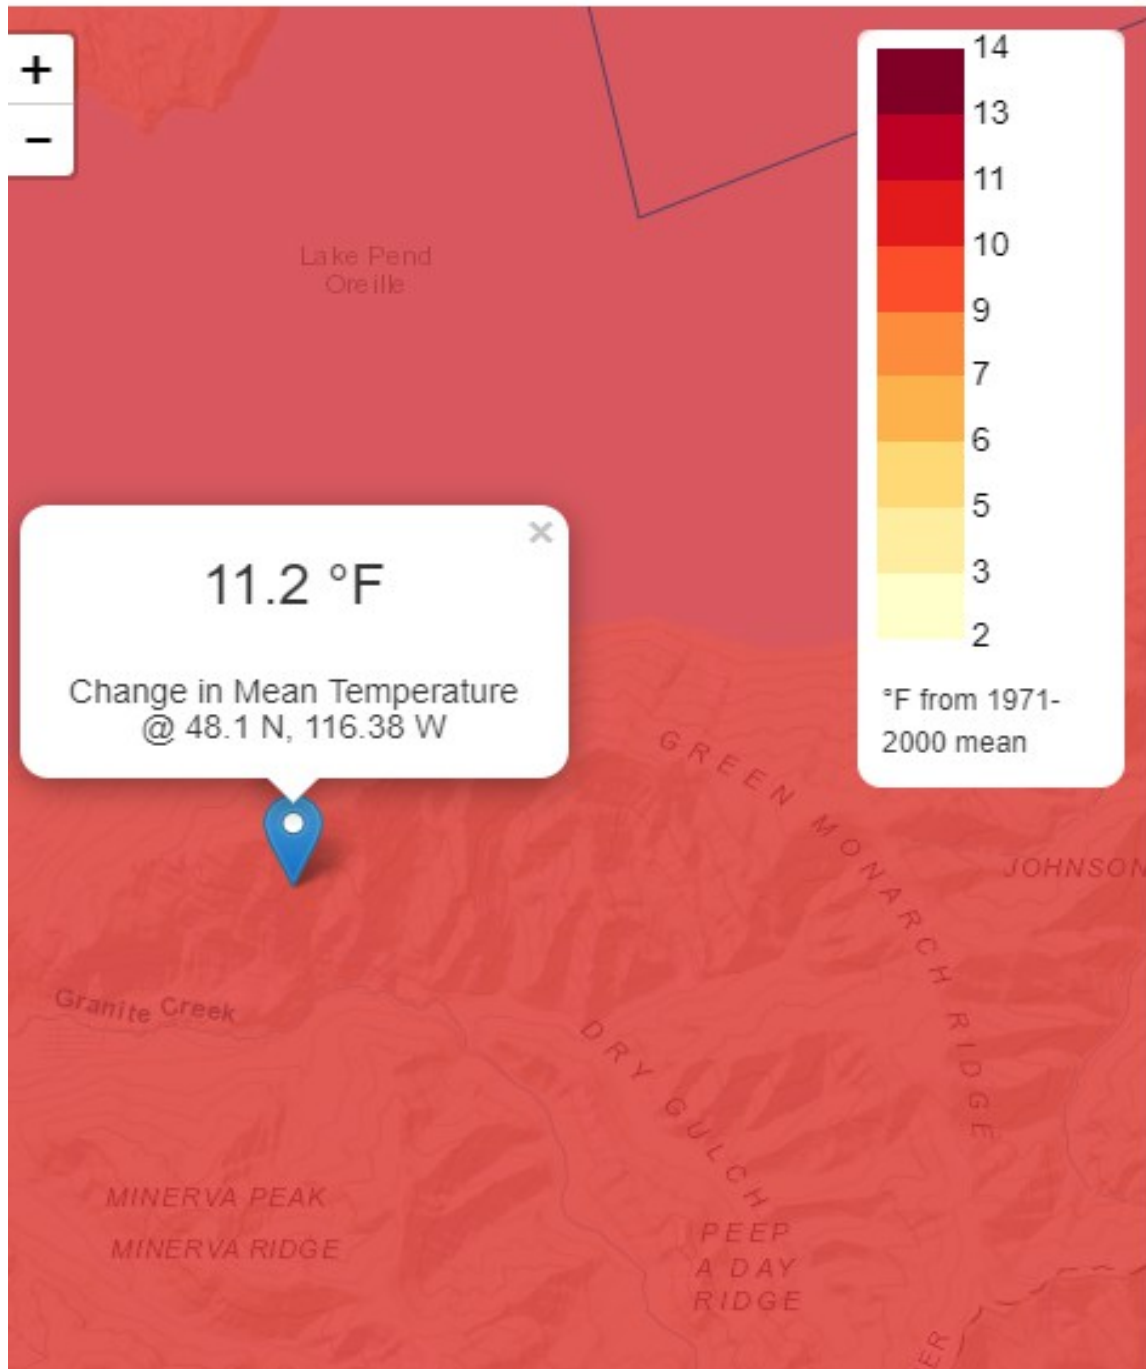 +
−
Lake Pend
Oreille
14
13
11
10
9
7
6
5
3
2
°F from 1971-
2000 mean
×
11.2 °F
Change in Mean Temperature
@ 48.1 N, 116.38 W
GREEN MONARCH RIDGE
JOHNSON
Granite Creek
DRY GULCH
MINERVA PEAK
MINERVA RIDGE
PEEP
A DAY
RIDGE
ER